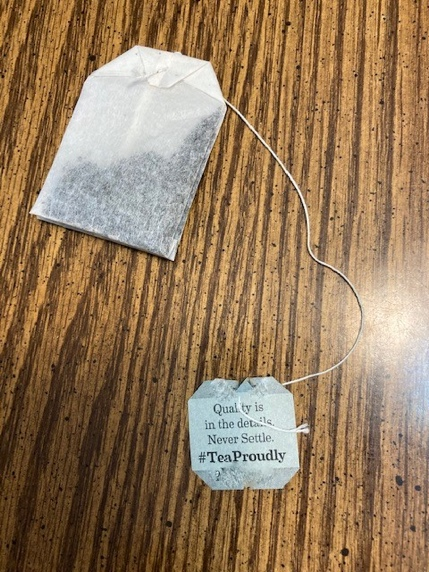 Quality is
in the details.
Never Settle.
#TeaProudly